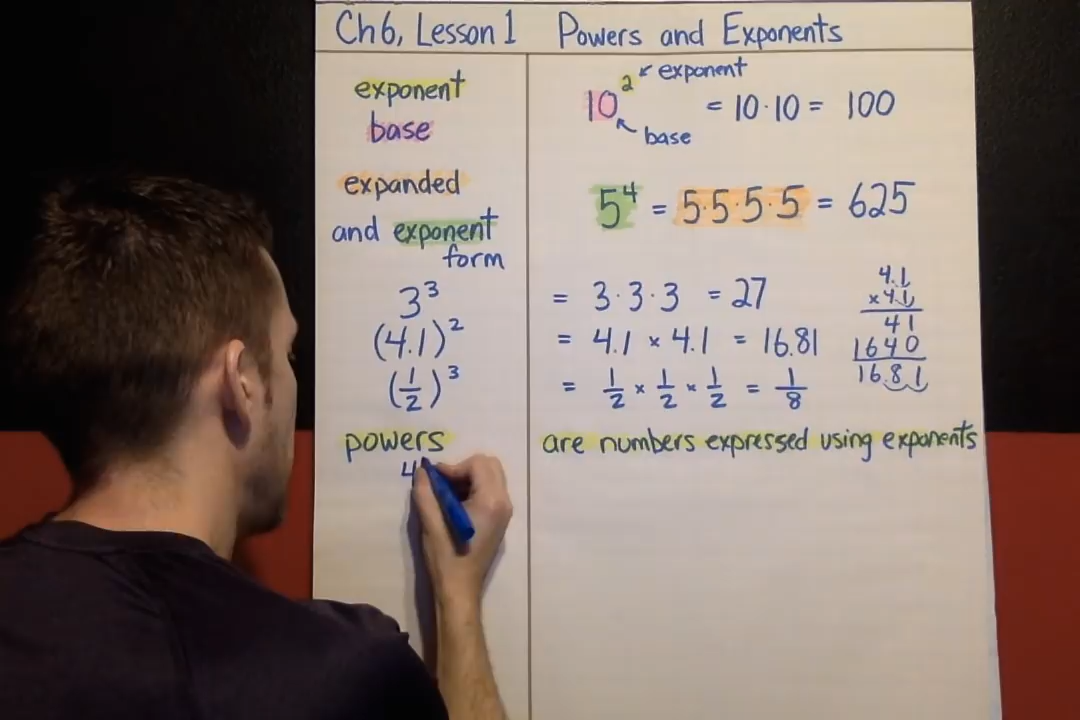 Ch 6, Lesson 1 Powers and Exponents
exponent
base
10² ↙ exponent
↖ base
= 10·10 = 100
expanded
and exponent
form
5⁴ = 5·5·5·5 = 625
3³ = 3·3·3 = 27
(4.1)² = 4.1 × 4.1 = 16.81
(1/2)³ = 1/2 × 1/2 × 1/2 = 1/8
4.1
×4.1
41
1640
16.81
powers are numbers expressed using exponents
4